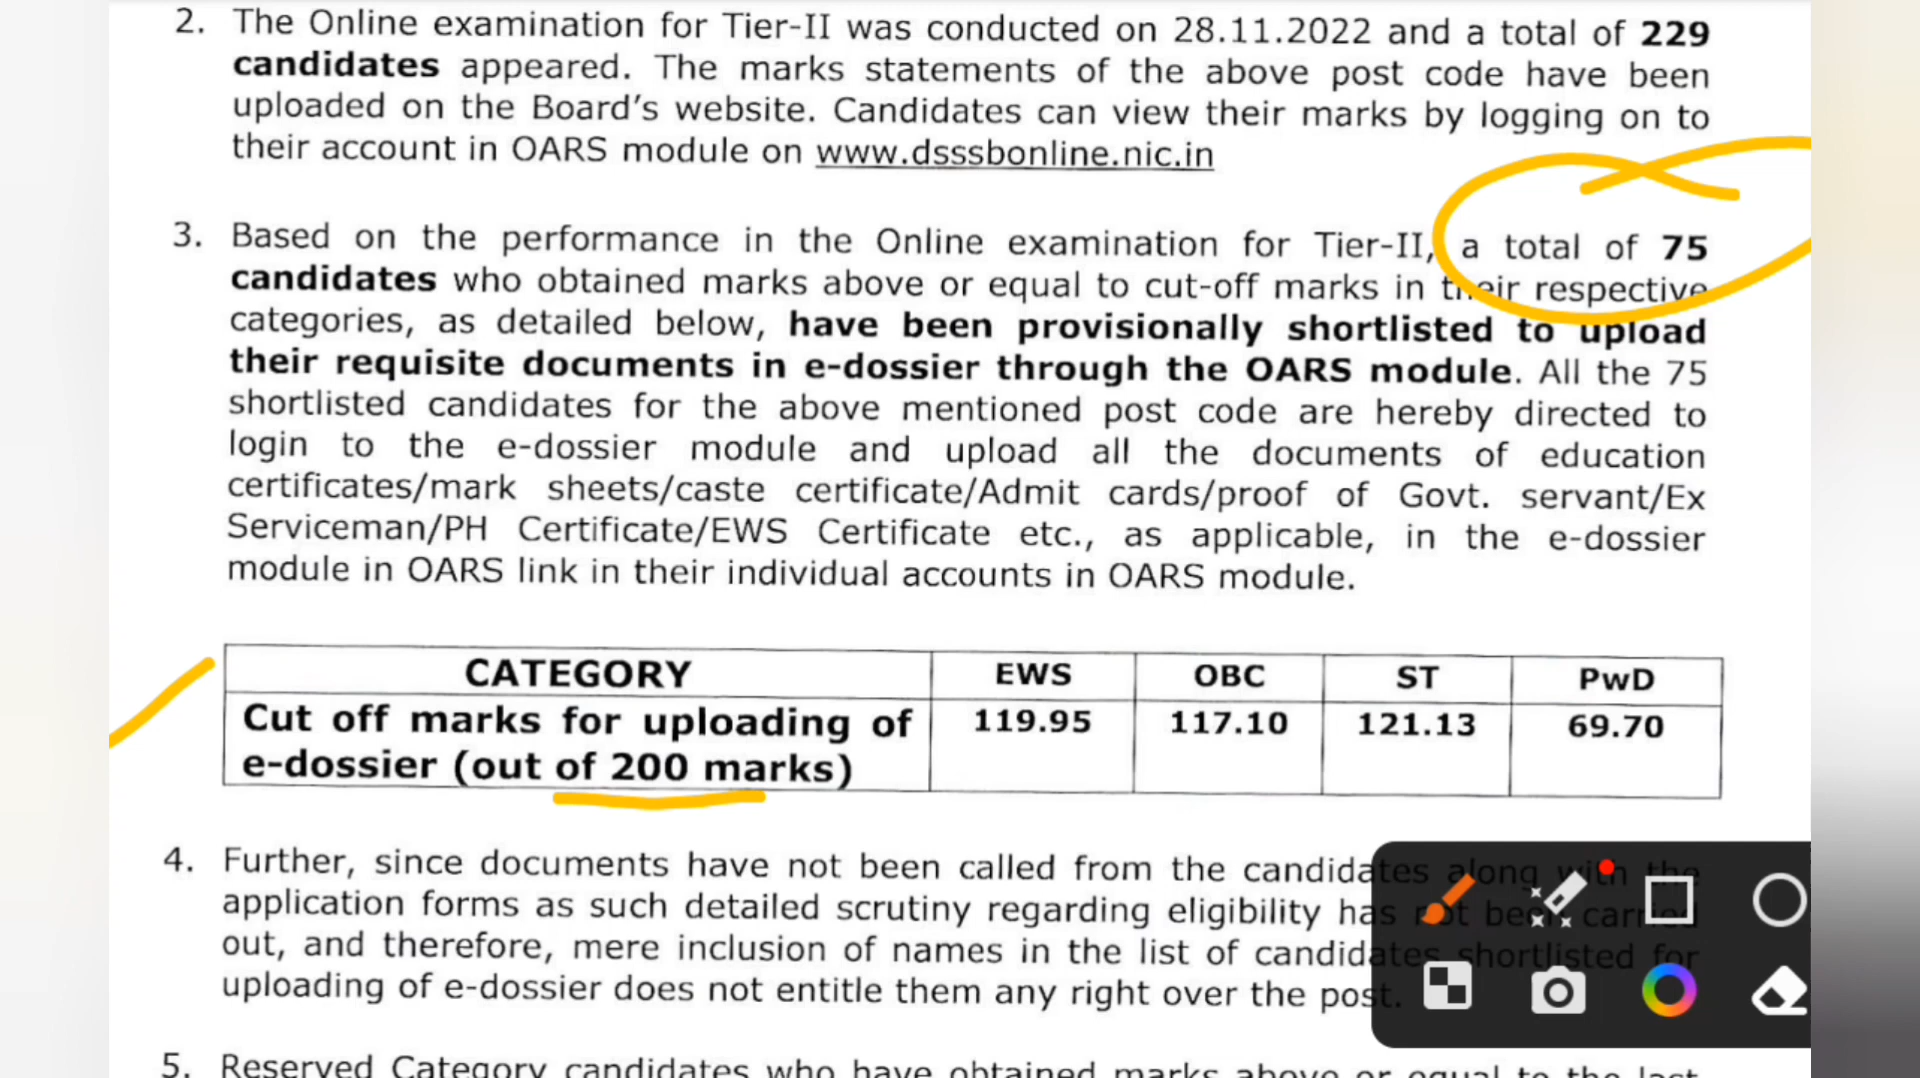 2. The Online examination for Tier-II was conducted on 28.11.2022 and a total of 229
candidates appeared. The marks statements of the above post code have been
uploaded on the Board's website. Candidates can view their marks by logging on to
their account in OARS module on www.dsssbonline.nic.in
3. Based on the performance in the Online examination for Tier-II, a total of 75
candidates who obtained marks above or equal to cut-off marks in their respective
categories, as detailed below, have been provisionally shortlisted to upload
their requisite documents in e-dossier through the OARS module. All the 75
shortlisted candidates for the above mentioned post code are hereby directed to
login to the e-dossier module and upload all the documents of education
certificates/mark sheets/caste certificate/Admit cards/proof of Govt. servant/Ex
Serviceman/PH Certificate/EWS Certificate etc., as applicable, in the e-dossier
module in OARS link in their individual accounts in OARS module.
CATEGORY EWS OBC ST PwD
Cut off marks for uploading of 119.95 117.10 121.13 69.70
e-dossier (out of 200 marks)
4. Further, since documents have not been called from the candidates along with the
application forms as such detailed scrutiny regarding eligibility has not been carried
out, and therefore, mere inclusion of names in the list of candidates shortlisted for
uploading of e-dossier does not entitle them any right over the post.
5. Reserved Category candidates who have obtained marks above or equal to the last